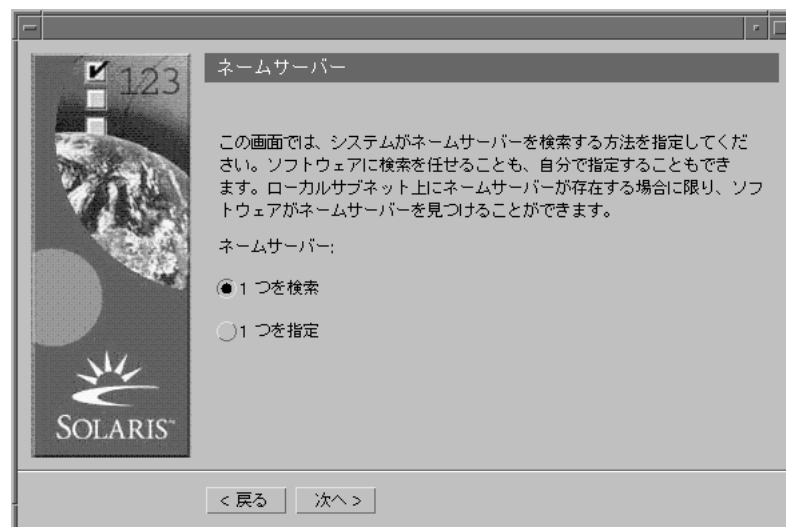 123
ネームサーバー
この画面では、システムがネームサーバーを検索する方法を指定してくだ
さい。ソフトウェアに検索を任せることも、自分で指定することもでき
ます。ローカルサブネット上にネームサーバーが存在する場合に限り、ソフ
トウェアがネームサーバーを見つけることができます。
ネームサーバー:
1 つを検索
1 つを指定
SOLARIS™
< 戻る
次へ >